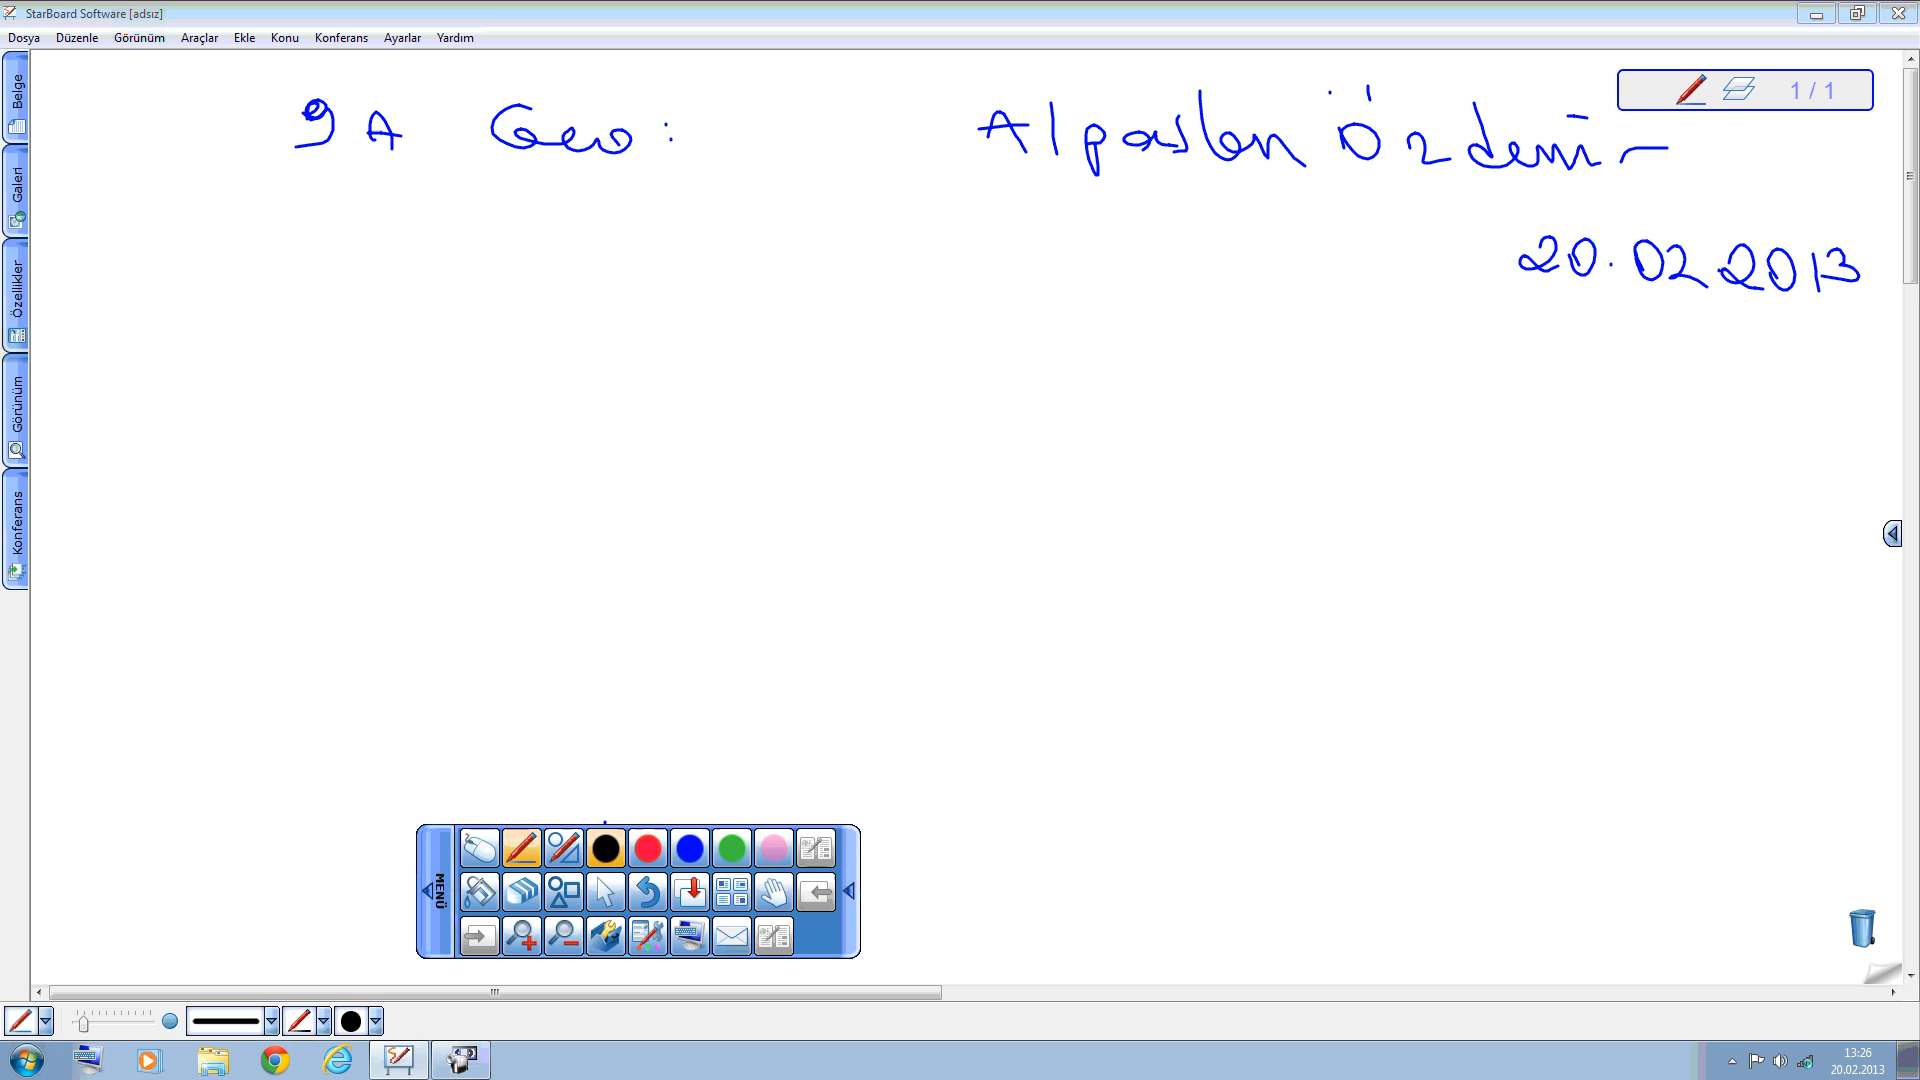 StarBoard Software [adsız]
Dosya Düzenle Görünüm Araçlar Ekle Konu Konferans Ayarlar Yardım
Belge
Galeri
Özellikler
Görünüm
Konferans
1 / 1
9A Geo: Alpaslan Özdemir
20.02.2013
MENÜ
13:26
20.02.2013